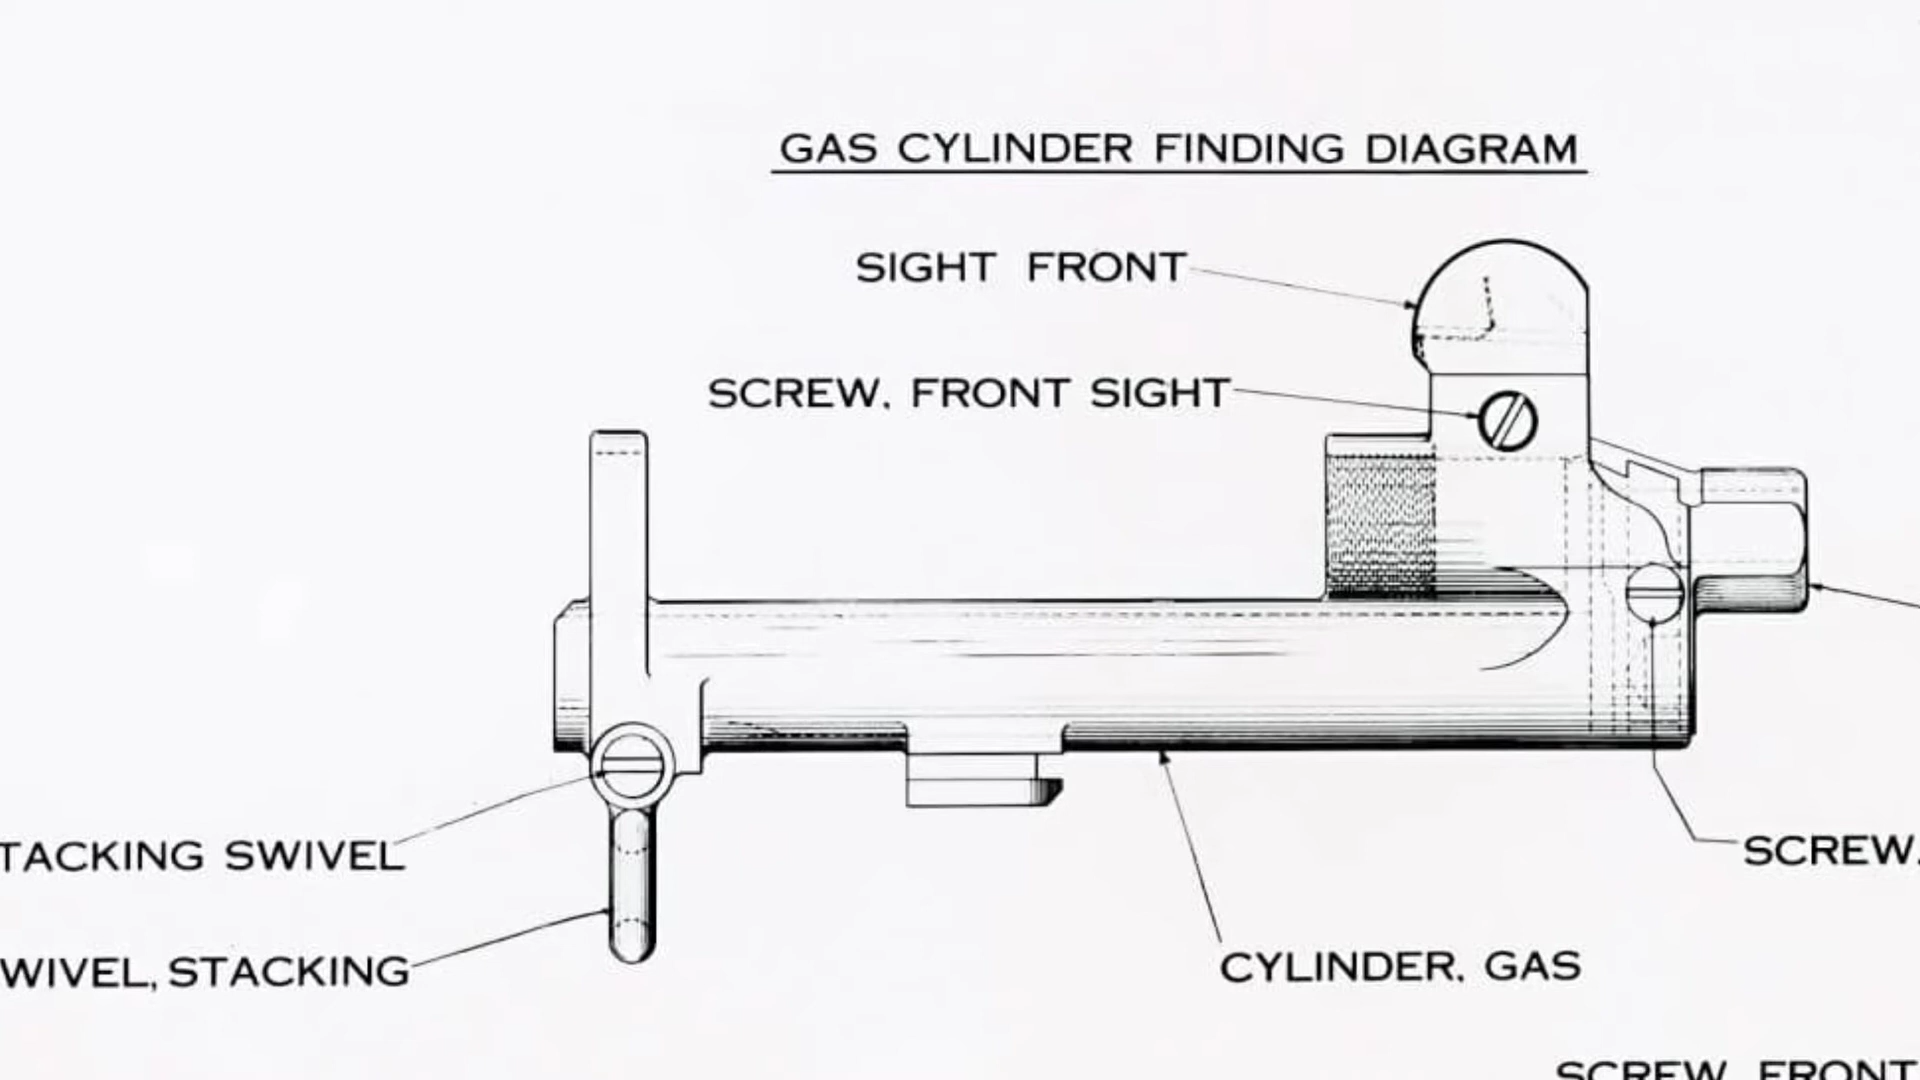 GAS CYLINDER FINDING DIAGRAM
SIGHT FRONT
SCREW, FRONT SIGHT
TACKING SWIVEL
SCREW,
WIVEL, STACKING
CYLINDER, GAS
SCREW FRONT